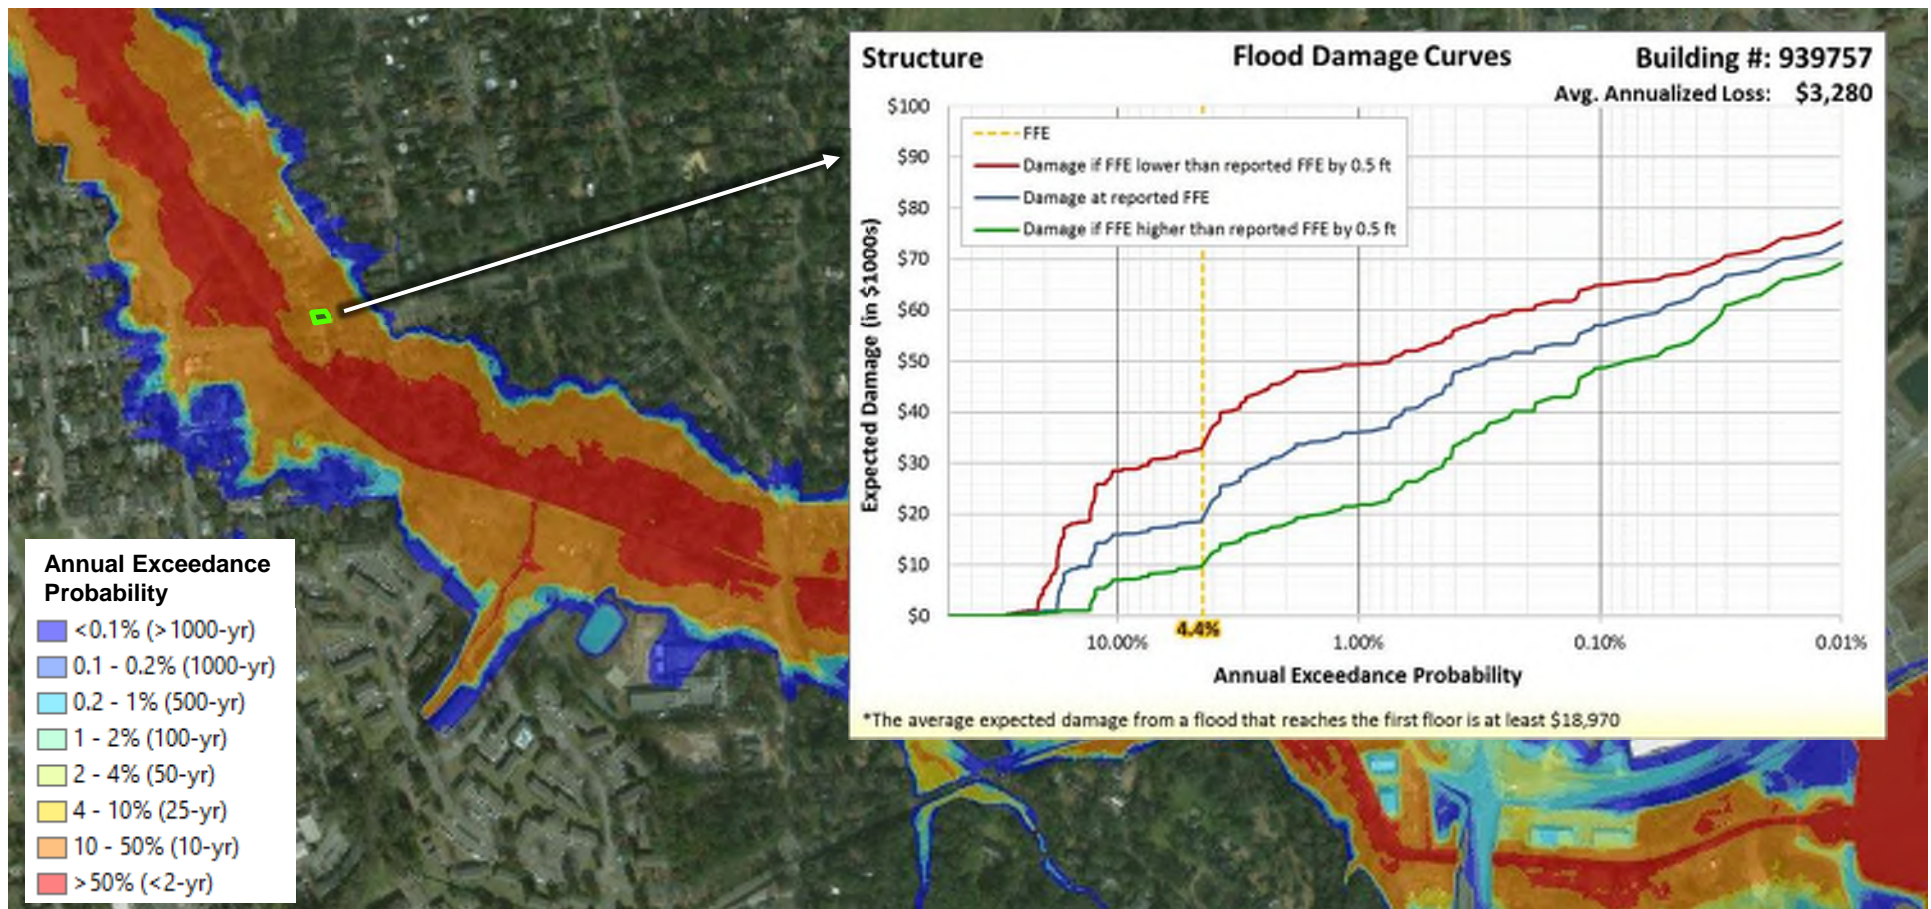 Structure
Flood Damage Curves
Building #: 939757
Avg. Annualized Loss: $3,280
FFE
Damage if FFE lower than reported FFE by 0.5 ft
Damage at reported FFE
Damage if FFE higher than reported FFE by 0.5 ft
Expected Damage (in $1000s)
$100
$90
$80
$70
$60
$50
$40
$30
$20
$10
$0
4.4%
10.00%
1.00%
0.10%
0.01%
Annual Exceedance Probability
*The average expected damage from a flood that reaches the first floor is at least $18,970
Annual Exceedance
Probability
<0.1% (>1000-yr)
0.1 - 0.2% (1000-yr)
0.2 - 1% (500-yr)
1 - 2% (100-yr)
2 - 4% (50-yr)
4 - 10% (25-yr)
10 - 50% (10-yr)
>50% (<2-yr)